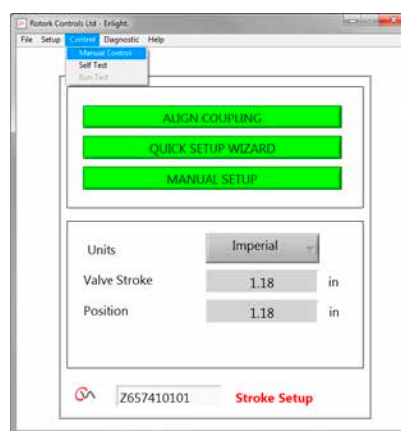 Rotork Controls Ltd - Enlight.
File Setup Control Diagnostic Help
Manual Control
Self Test
Run Test
ALIGN COUPLING
QUICK SETUP WIZARD
MANUAL SETUP
Units Imperial
Valve Stroke 1.18 in
Position 1.18 in
Z657410101 Stroke Setup